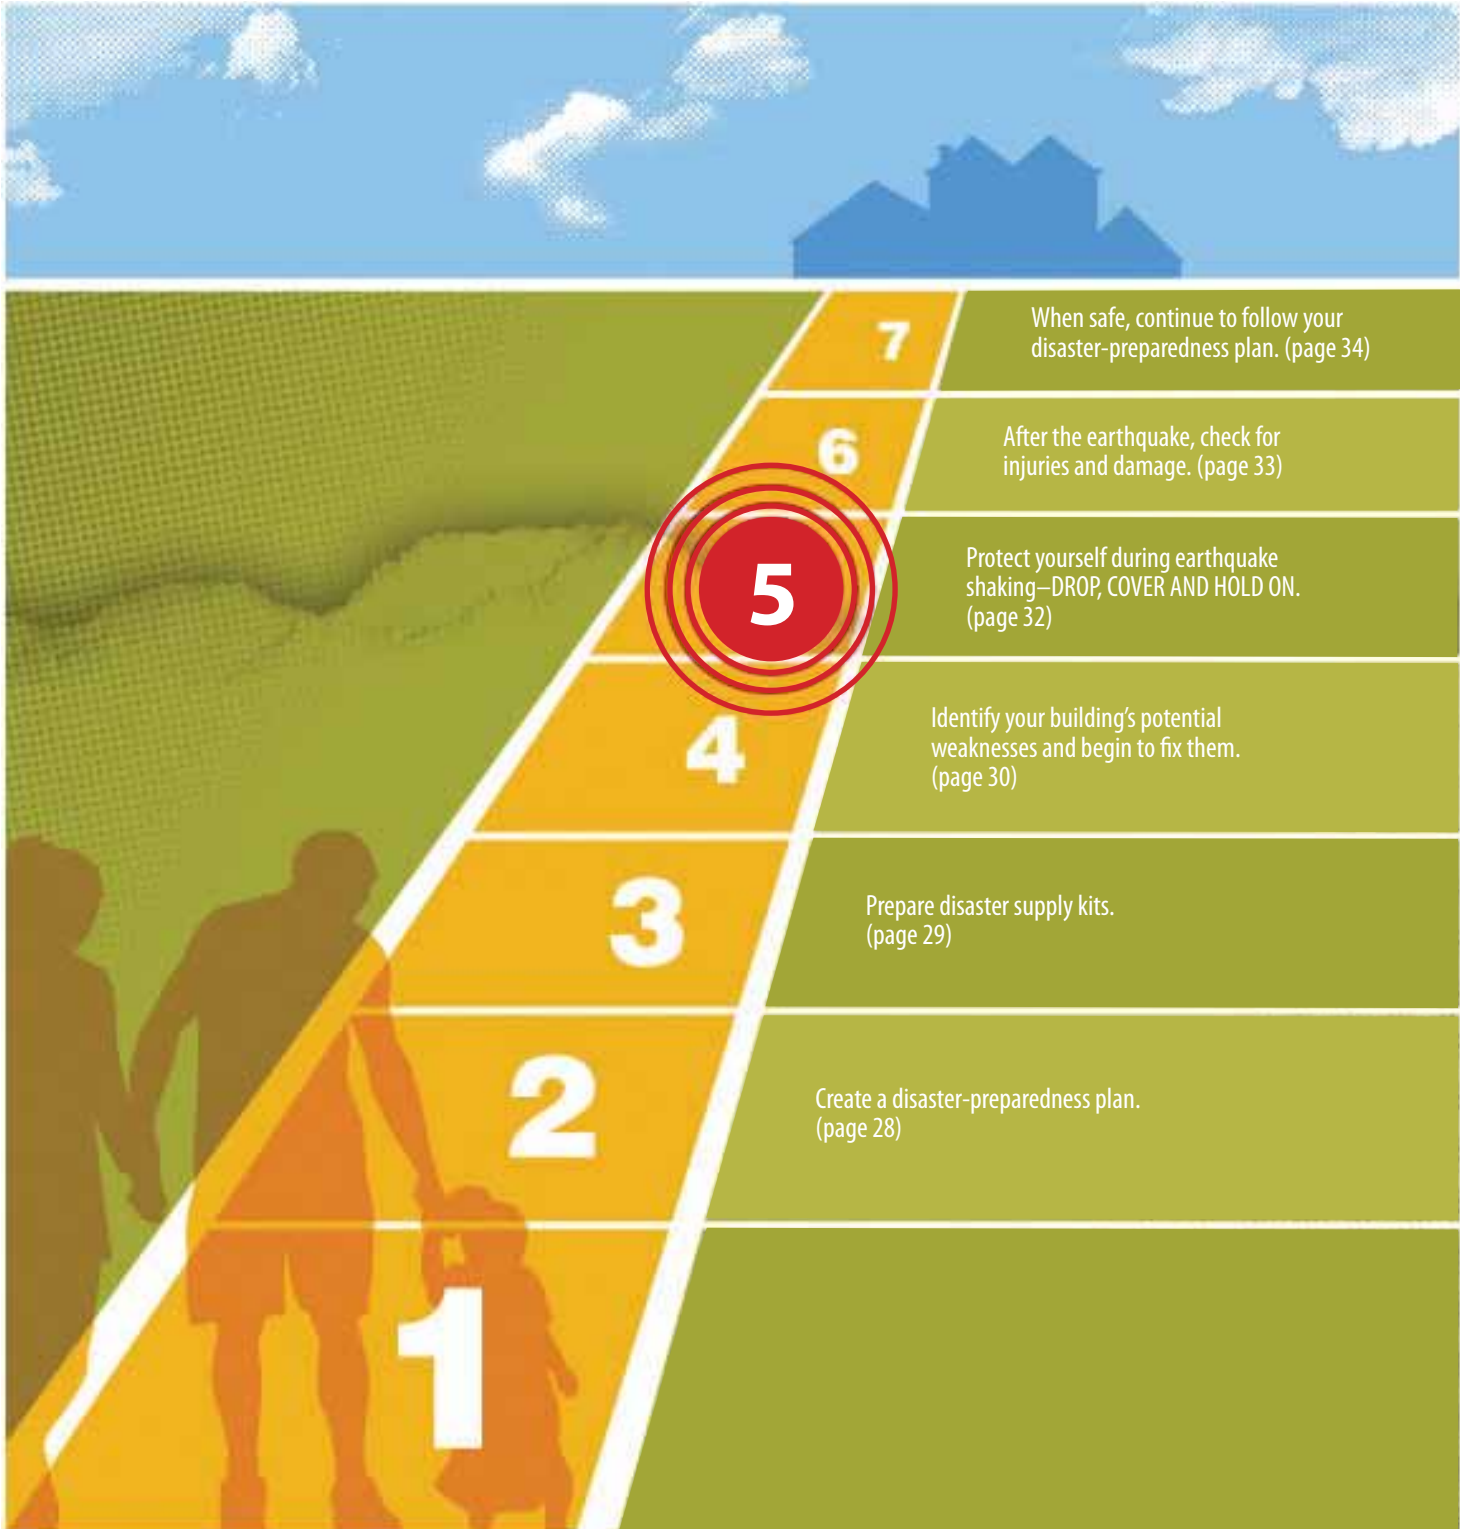 7
When safe, continue to follow your
disaster-preparedness plan. (page 34)
6
After the earthquake, check for
injuries and damage. (page 33)
5
Protect yourself during earthquake
shaking–DROP, COVER AND HOLD ON.
(page 32)
4
Identify your building’s potential
weaknesses and begin to fix them.
(page 30)
3
Prepare disaster supply kits.
(page 29)
2
Create a disaster-preparedness plan.
(page 28)
1